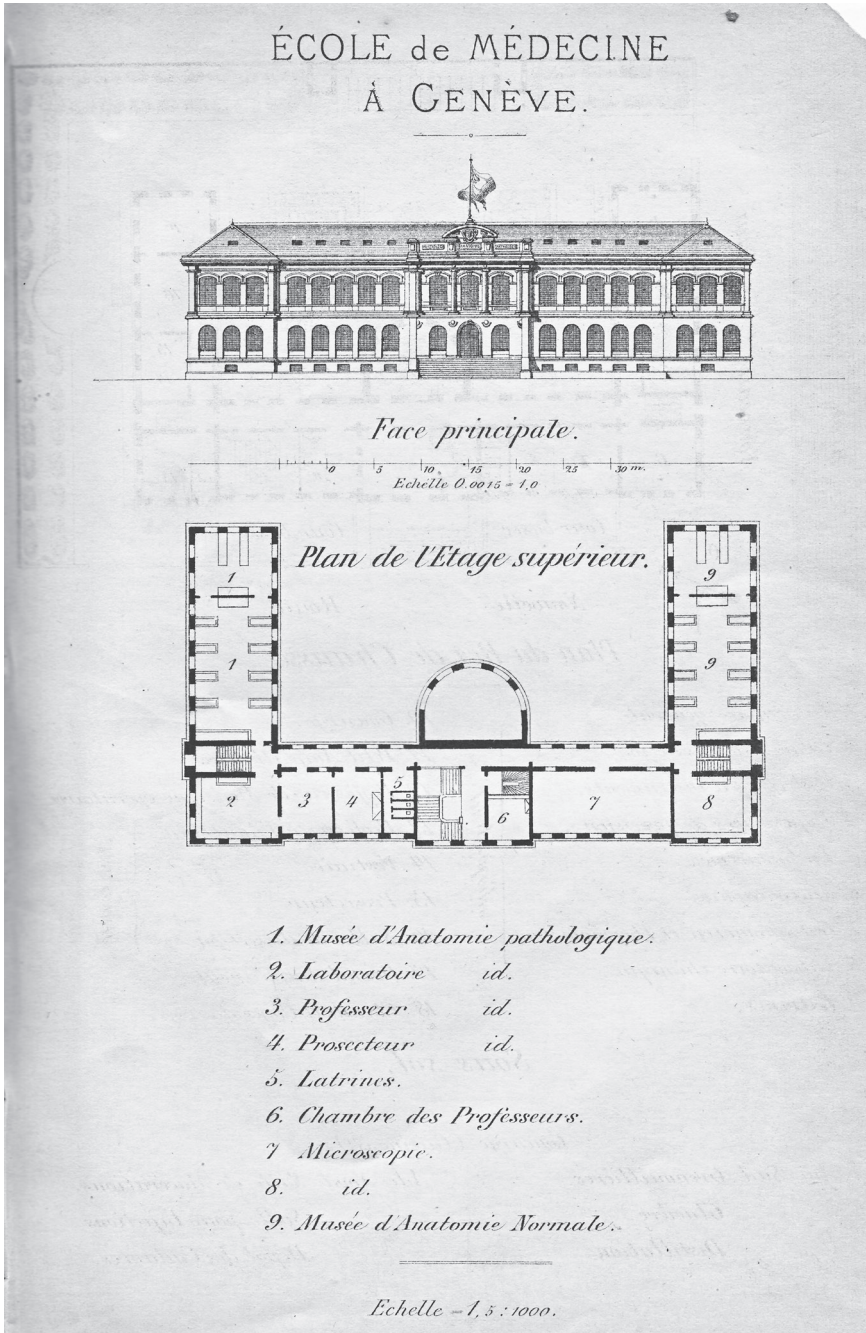 ÉCOLE de MÉDECINE
À GENÈVE.
Face principale.
0 5 10 15 20 25 30 m.
Echelle 0.0015 = 1,0
Plan de l'Etage supérieur.
1 9
1 9
5
2 3 4 6 7 8
1. Musée d'Anatomie pathologique.
2. Laboratoire id.
3. Professeur id.
4. Prosecteur id.
5. Latrines.
6. Chambre des Professeurs.
7 Microscopie.
8. id.
9. Musée d'Anatomie Normale.
Echelle = 1,5 : 1000.